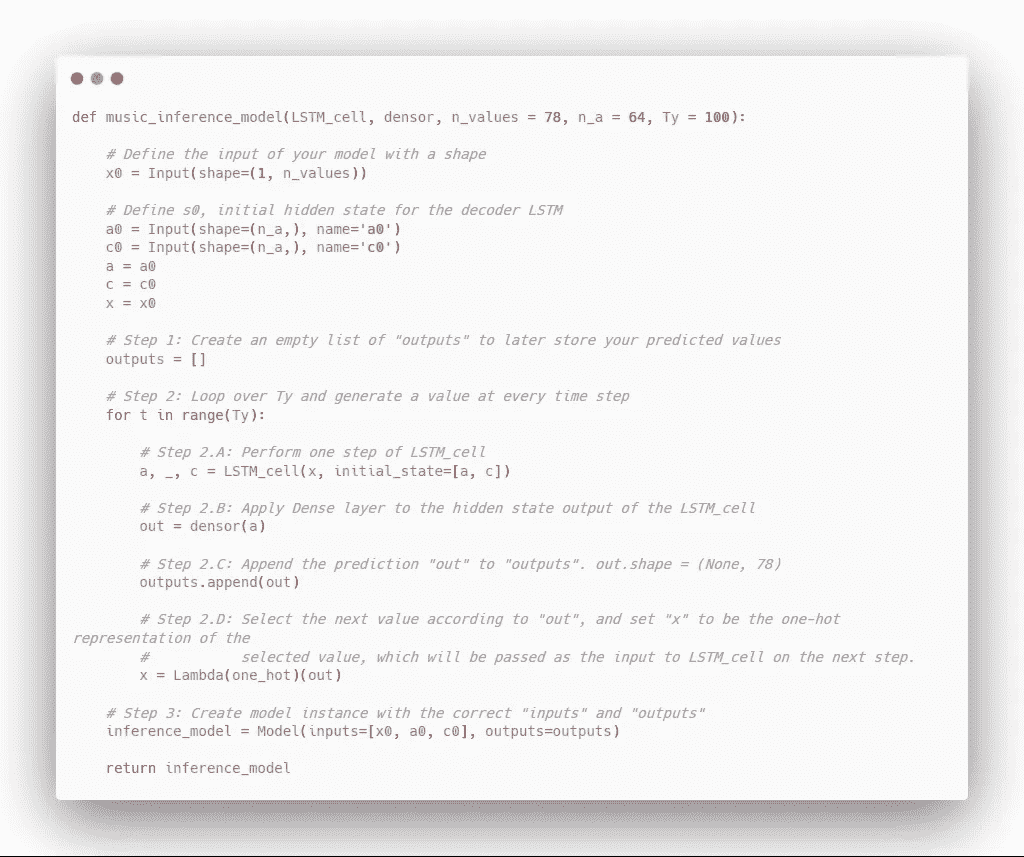 def music_inference_model(LSTM_cell, densor, n_values = 78, n_a = 64, Ty = 100):
    # Define the input of your model with a shape
    x0 = Input(shape=(1, n_values))
    # Define s0, initial hidden state for the decoder LSTM
    a0 = Input(shape=(n_a,), name='a0')
    c0 = Input(shape=(n_a,), name='c0')
    a = a0
    c = c0
    x = x0
    # Step 1: Create an empty list of "outputs" to later store your predicted values
    outputs = []
    # Step 2: Loop over Ty and generate a value at every time step
    for t in range(Ty):
        # Step 2.A: Perform one step of LSTM_cell
        a, _, c = LSTM_cell(x, initial_state=[a, c])
        # Step 2.B: Apply Dense layer to the hidden state output of the LSTM_cell
        out = densor(a)
        # Step 2.C: Append the prediction "out" to "outputs". out.shape = (None, 78)
        outputs.append(out)
        # Step 2.D: Select the next value according to "out", and set "x" to be the one-hot
representation of the
        #           selected value, which will be passed as the input to LSTM_cell on the next step.
        x = Lambda(one_hot)(out)
    # Step 3: Create model instance with the correct "inputs" and "outputs"
    inference_model = Model(inputs=[x0, a0, c0], outputs=outputs)
    return inference_model